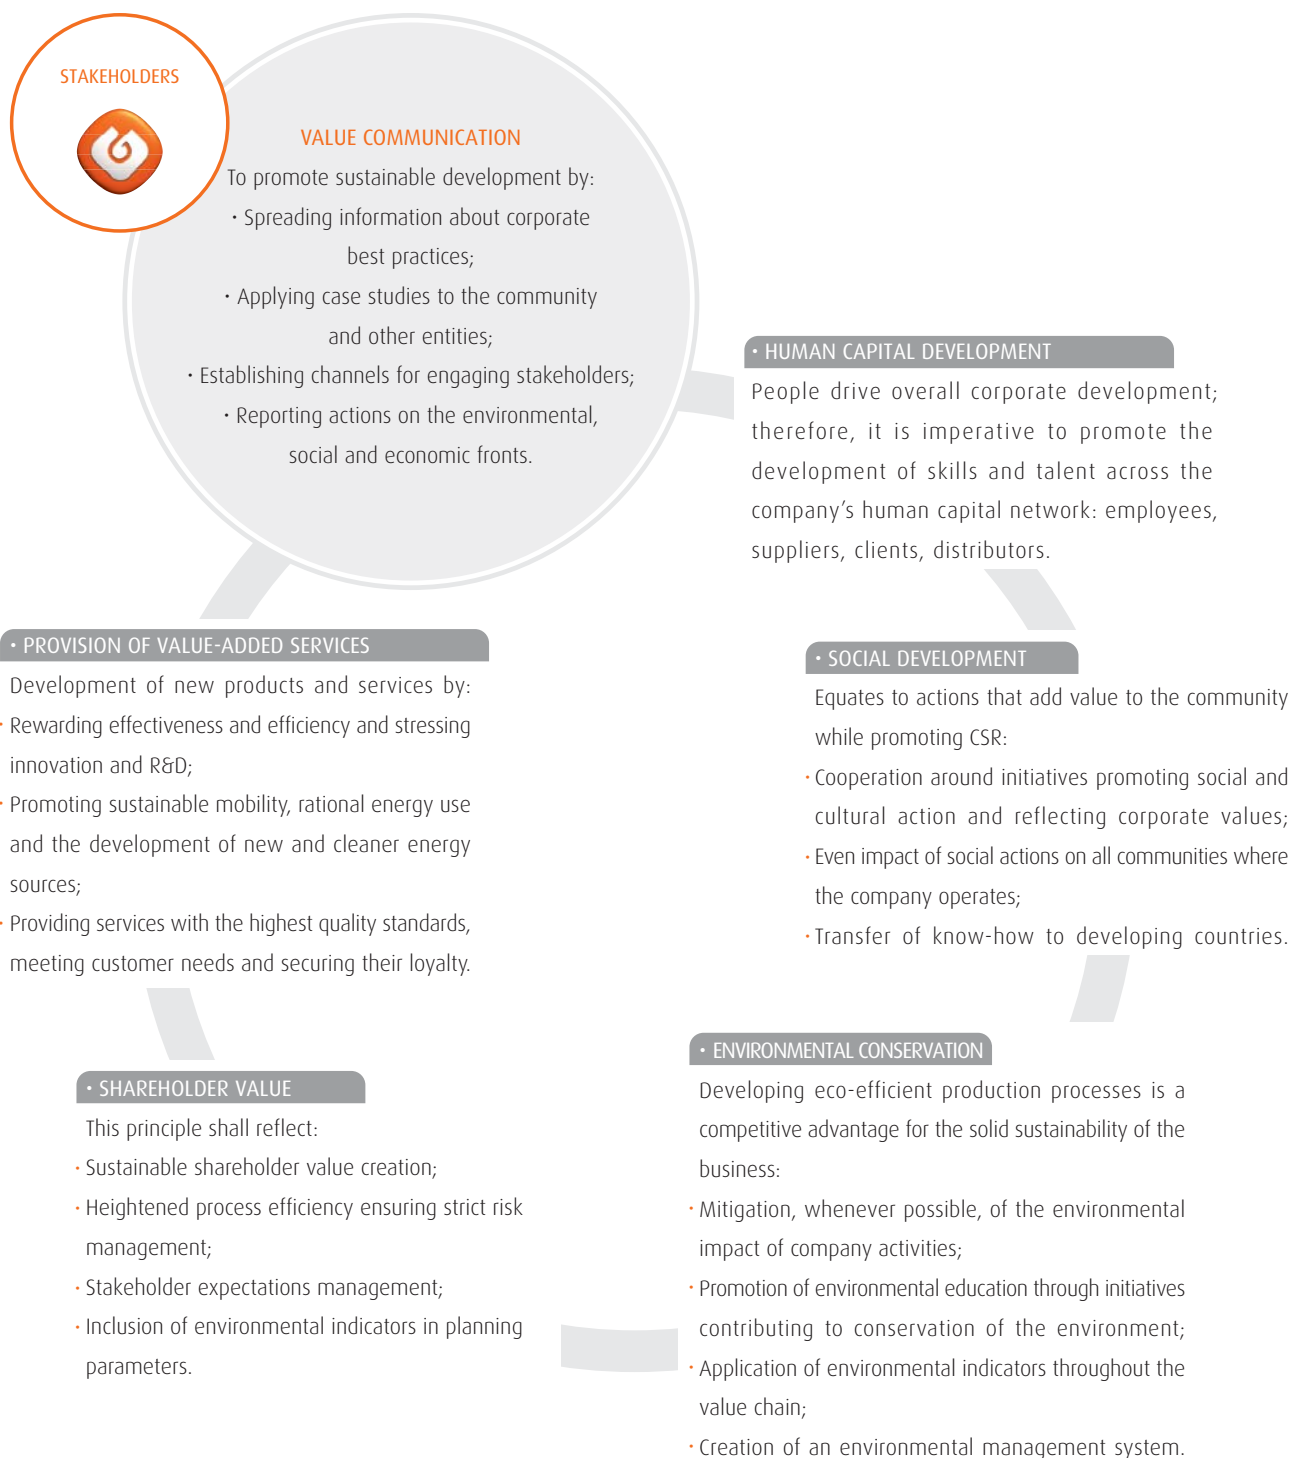 STAKEHOLDERS
VALUE COMMUNICATION
To promote sustainable development by:
• Spreading information about corporate
best practices;
• Applying case studies to the community
and other entities;
• Establishing channels for engaging stakeholders;
• Reporting actions on the environmental,
social and economic fronts.
• HUMAN CAPITAL DEVELOPMENT
People drive overall corporate development;
therefore, it is imperative to promote the
development of skills and talent across the
company's human capital network: employees,
suppliers, clients, distributors.
• PROVISION OF VALUE-ADDED SERVICES
Development of new products and services by:
• Rewarding effectiveness and efficiency and stressing
innovation and R&D;
• Promoting sustainable mobility, rational energy use
and the development of new and cleaner energy
sources;
• Providing services with the highest quality standards,
meeting customer needs and securing their loyalty.
• SOCIAL DEVELOPMENT
Equates to actions that add value to the community
while promoting CSR:
• Cooperation around initiatives promoting social and
cultural action and reflecting corporate values;
• Even impact of social actions on all communities where
the company operates;
• Transfer of know-how to developing countries.
• SHAREHOLDER VALUE
This principle shall reflect:
• Sustainable shareholder value creation;
• Heightened process efficiency ensuring strict risk
management;
• Stakeholder expectations management;
• Inclusion of environmental indicators in planning
parameters.
• ENVIRONMENTAL CONSERVATION
Developing eco-efficient production processes is a
competitive advantage for the solid sustainability of the
business:
• Mitigation, whenever possible, of the environmental
impact of company activities;
• Promotion of environmental education through initiatives
contributing to conservation of the environment;
• Application of environmental indicators throughout the
value chain;
• Creation of an environmental management system.